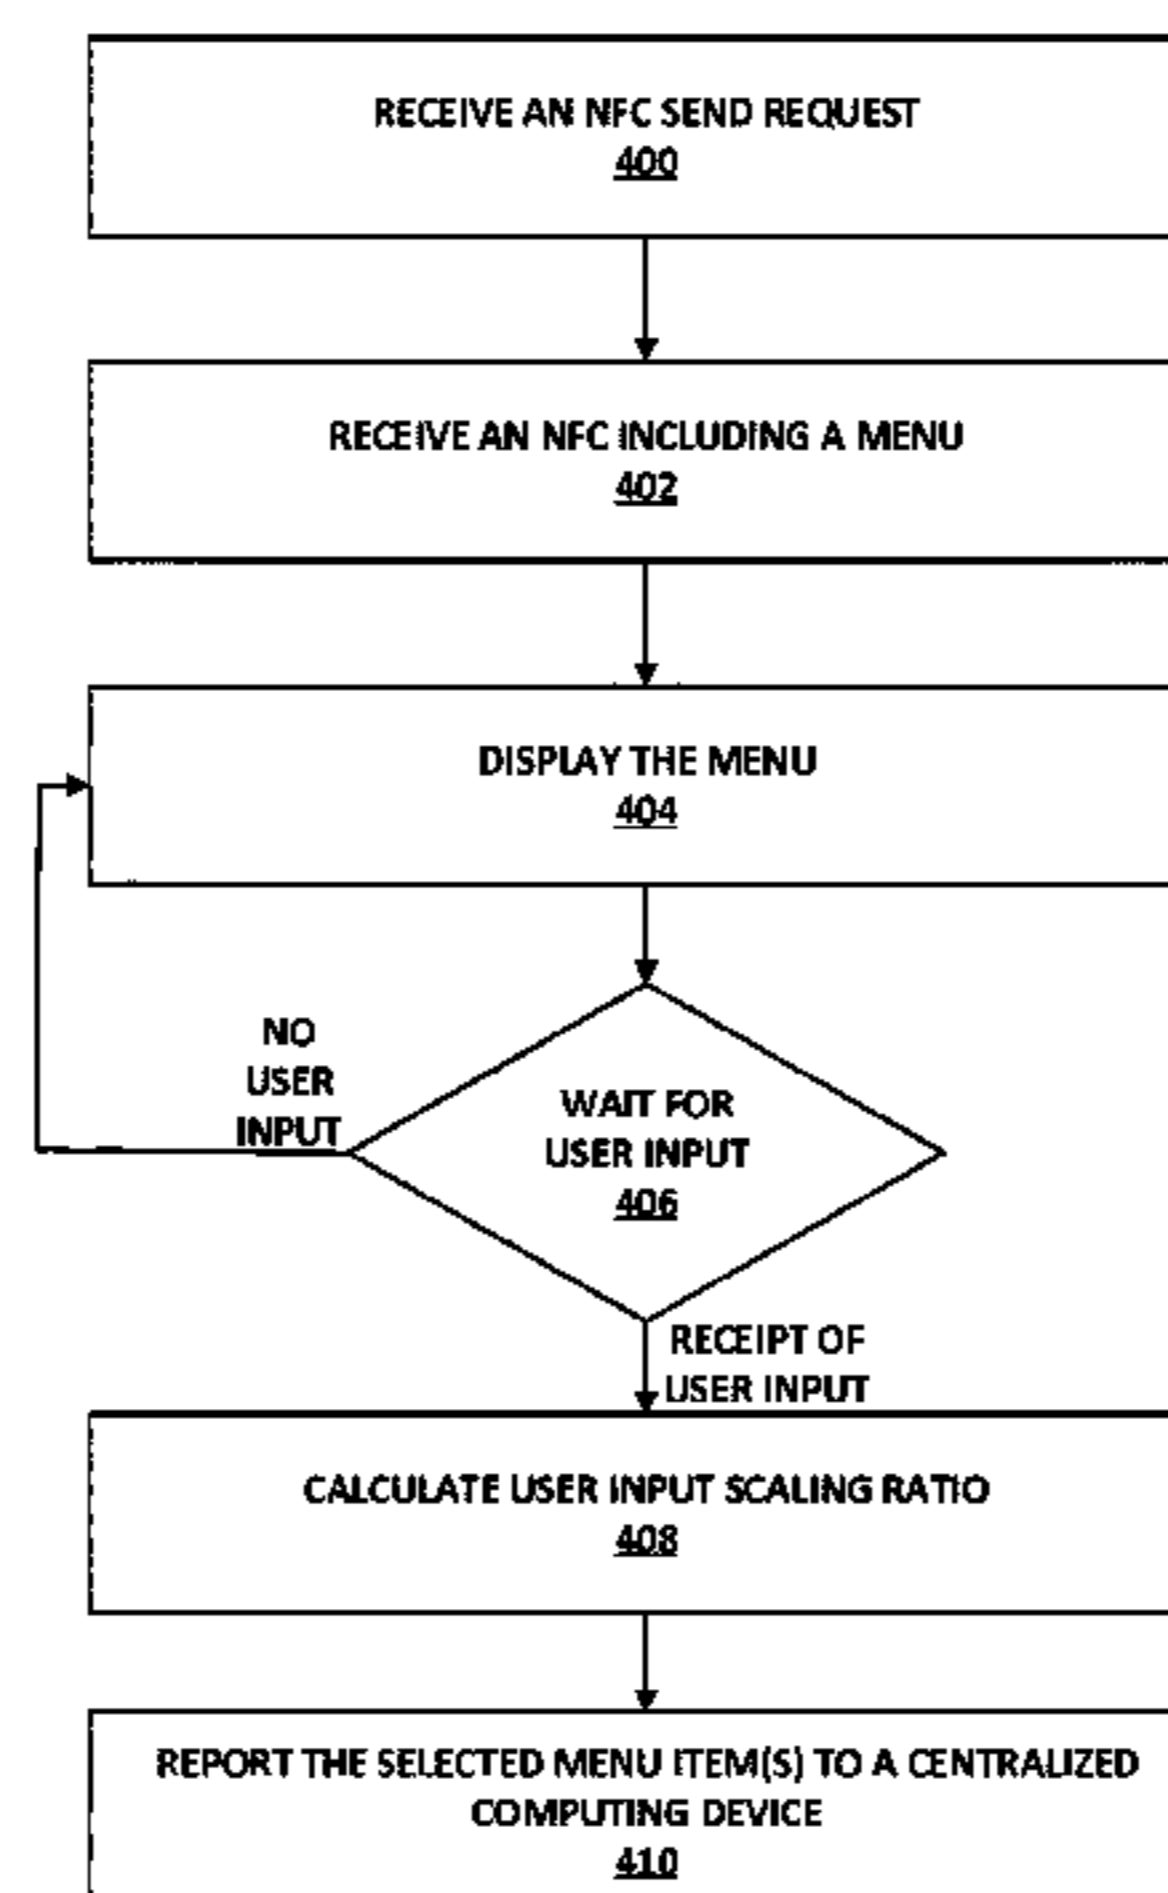 RECEIVE AN NFC SEND REQUEST
400
RECEIVE AN NFC INCLUDING A MENU
402
DISPLAY THE MENU
404
NO
USER
INPUT
WAIT FOR
USER INPUT
406
RECEIPT OF
USER INPUT
CALCULATE USER INPUT SCALING RATIO
408
REPORT THE SELECTED MENU ITEM(S) TO A CENTRALIZED
COMPUTING DEVICE
410